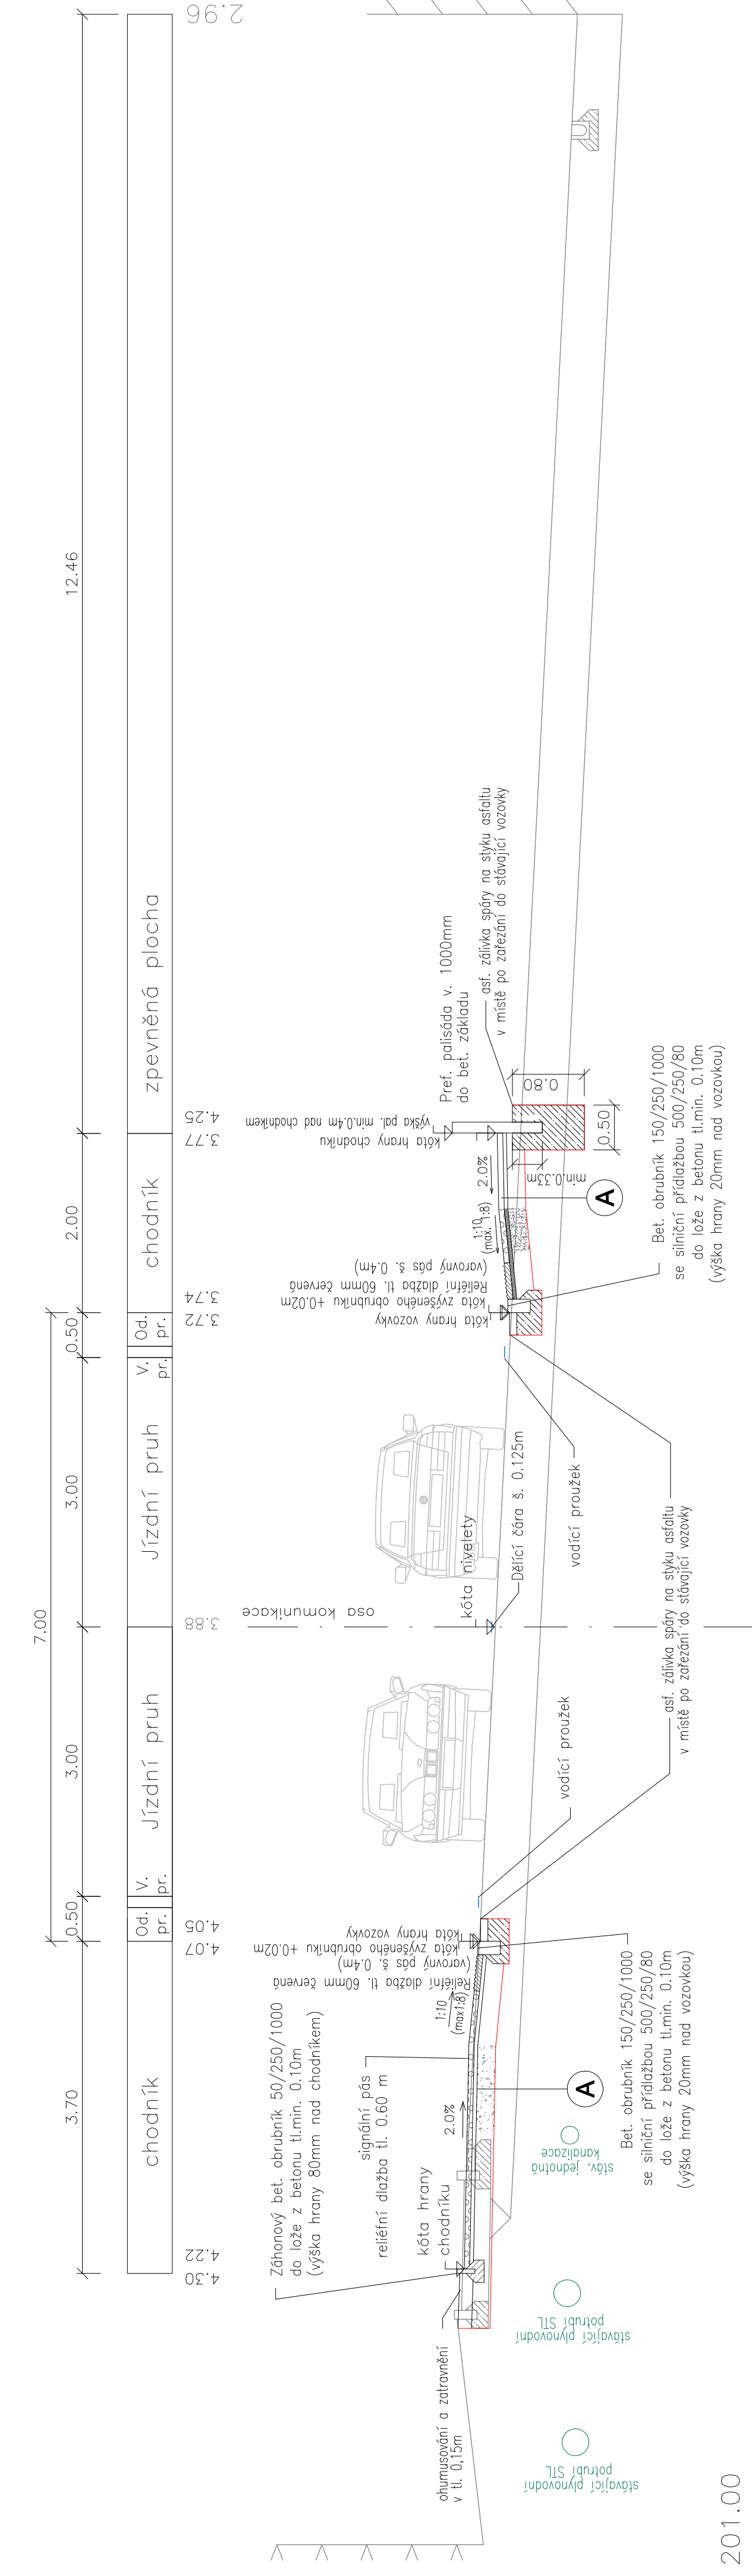 3.70
0.50
3.00
3.00
0.50
2.00
12.46
7.00
chodník
Od.
pr.
V.
pr.
Jízdní pruh
Jízdní pruh
V.
pr.
Od.
pr.
chodník
zpevněná plocha
4.30
4.22
4.07
4.05
3.88
3.72
3.74
3.77
4.25
2.96
osa komunikace
Záhonový bet. obrubník 50/250/1000
do lože z betonu tl.min. 0.10m
(výška hrany 80mm nad chodníkem)
signální pás
reliéfní dlažba tl. 0.60 m
kóta hrany
chodníku
2.0%
1:10
(max1:8)
kóta hrany vozovky
kóta zvýšeného obrubníku +0.02m
(varovný pás š. 0.4m)
Reliéfní dlažba tl. 60mm červená
ohumusování a zatravnění
v tl. 0,15m
A
Bet. obrubník 150/250/1000
se silniční přídlažbou 500/250/80
do lože z betonu tl.min. 0.10m
(výška hrany 20mm nad vozovkou)
stáv. jednotná
kanalizace
stávající plynovodní
potrubí STL
stávající plynovodní
potrubí STL
vodící proužek
kóta nivelety
Dělící čára š. 0.125m
vodící proužek
asf. zálivka spáry na styku asfaltu
v místě po zařezání do stávající vozovky
kóta hrany vozovky
kóta zvýšeného obrubníku +0.02m
Reliéfní dlažba tl. 60mm červená
(varovný pás š. 0.4m)
1:10
(max. 1:8)
2.0%
kóta hrany chodníku
výška pal. min.0.4m nad chodníkem
Pref. palisáda v. 1000mm
do bet. základu
asf. zálivka spáry na styku asfaltu
v místě po zařezání do stávající vozovky
0.80
0.50
min.0.33m
A
Bet. obrubník 150/250/1000
se silniční přídlažbou 500/250/80
do lože z betonu tl.min. 0.10m
(výška hrany 20mm nad vozovkou)
201.00